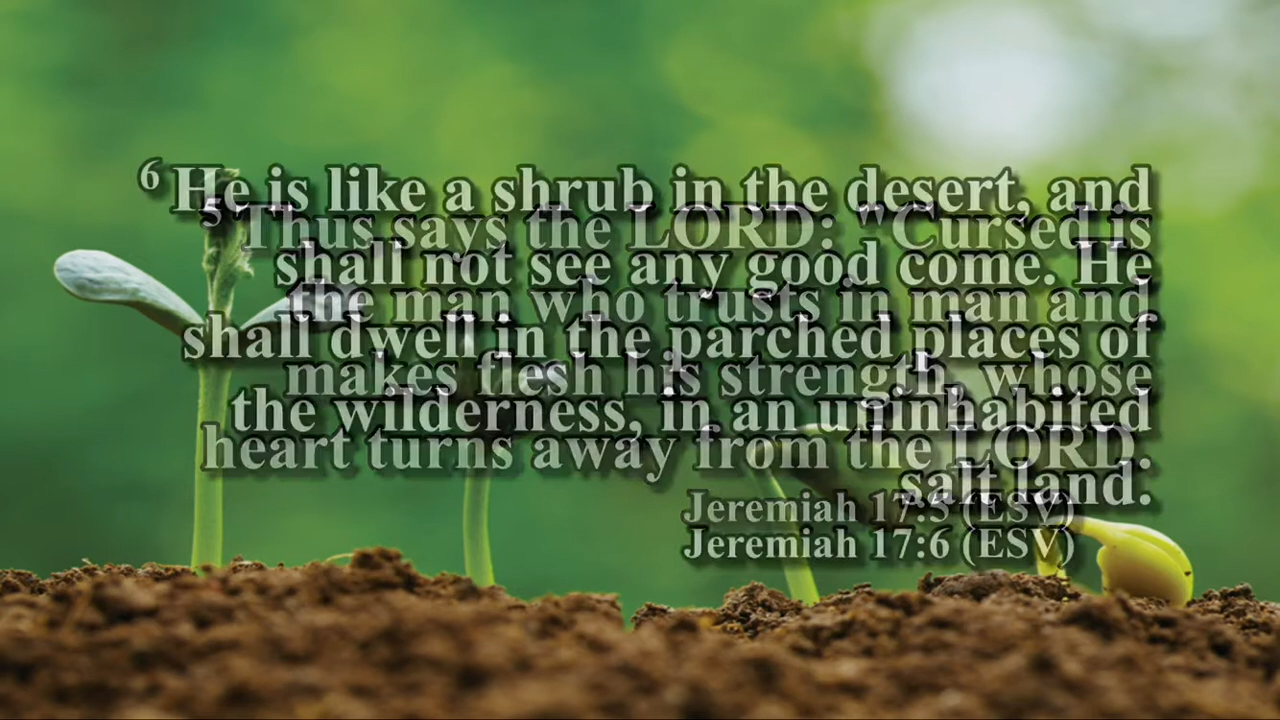 6 He is like a shrub in the desert, and
5 Thus says the LORD: "Cursed is
shall not see any good come. He
the man who trusts in man and
shall dwell in the parched places of
makes flesh his strength, whose
the wilderness, in an uninhabited
heart turns away from the LORD.
salt land.
Jeremiah 17:5 (ESV)
Jeremiah 17:6 (ESV)